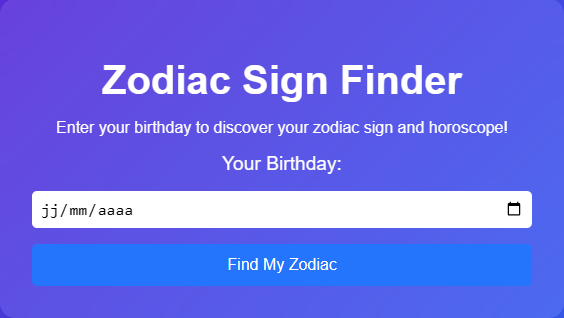 Zodiac Sign Finder
Enter your birthday to discover your zodiac sign and horoscope!
Your Birthday:
jj/mm/aaaa
Find My Zodiac